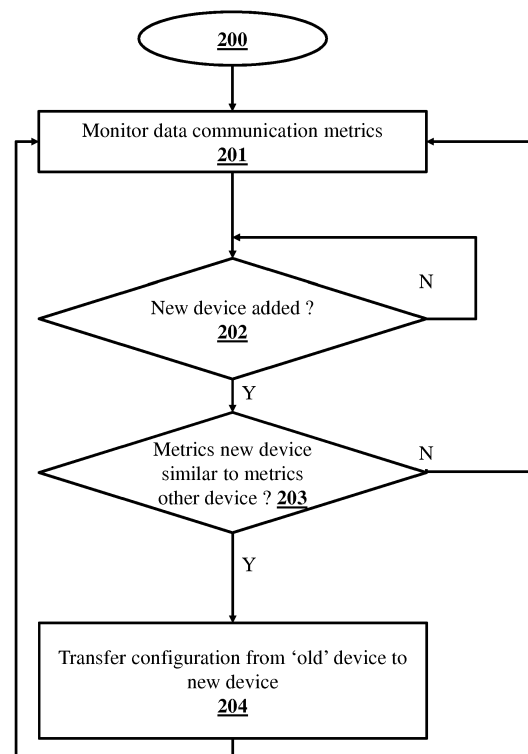 200
Monitor data communication metrics
201
New device added ?
202
N
Y
Metrics new device
similar to metrics
other device ? 203
N
Y
Transfer configuration from ‘old’ device to
new device
204